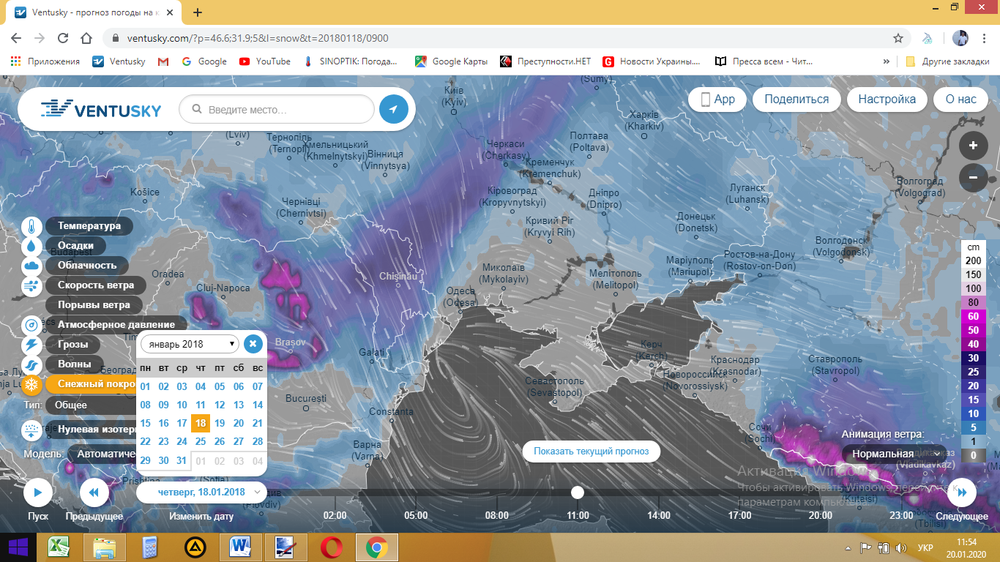 Ventusky - прогноз погоды на к
ventusky.com/?p=46.6;31.9;5&l=snow&t=20180118/0900
Приложения
Ventusky
Google
YouTube
SINOPTIK: Погода...
Google Карты
Преступности.НЕТ
Новости Украины....
Пресса всем - Чит...
»
Другие закладки
VENTUSKY
Введите место...
App
Поделиться
Настройка
О нас
Київ
(Kyiv)
(Sumy)
Харків
(Kharkiv)
(Lviv)
Тернопіль
(Ternopil)
Хмельницький
(Khmelnytskyi)
Вінниця
(Vinnytsya)
Черкаси
(Cherkasy)
Полтава
(Poltava)
Кременчук
(Kremenchuk)
Košice
Чернівці
(Chernivtsi)
Кіровоград
(Kropyvnytskyi)
Дніпро
(Dnipro)
Луганск
(Luhansk)
Волгоград
(Volgograd)
Кривий Ріг
(Kryvyi Rih)
Донецьк
(Donetsk)
Волгодонск
(Volgodonsk)
Budapest
Oradea
Cluj-Napoca
Chișinău
Миколаїв
(Mykolayiv)
Мелітополь
(Melitopol)
Маріуполь
(Mariupol)
Ростов-на-Дону
(Rostov-on-Don)
Одеса
(Odesa)
Brașov
Galați
Керч
(Kerch)
Краснодар
(Krasnodar)
Ставрополь
(Stavropol)
Севастополь
(Sevastopol)
Новороссийск
(Novorossiysk)
București
Constanta
Варна
(Varna)
Сочи
(Sochi)
(Vladikavkaz)
Kutaisi
(Tbilisi)
Prishtina
(Sofia)
(Plovdiv)
Температура
Осадки
Облачность
Скорость ветра
Порывы ветра
Атмосферное давление
Грозы
Волны
Снежный покро
Тип:
Общее
Нулевая изотер
Модель:
Автоматиче
январь 2018
пн вт ср чт пт сб вс
01 02 03 04 05 06 07
08 09 10 11 12 13 14
15 16 17 18 19 20 21
22 23 24 25 26 27 28
29 30 31 01 02 03 04
cm
200
150
100
80
60
50
40
30
25
20
15
10
5
1
0
Анимация ветра:
Нормальная
Показать текущий прогноз
Активация Windows
Чтобы активировать Windows, перейдите к
параметрам компьютера.
четверг, 18.01.2018
Пуск
Предыдущее
Изменить дату
02:00
05:00
08:00
11:00
14:00
17:00
20:00
23:00
Следующее
УКР
11:54
20.01.2020